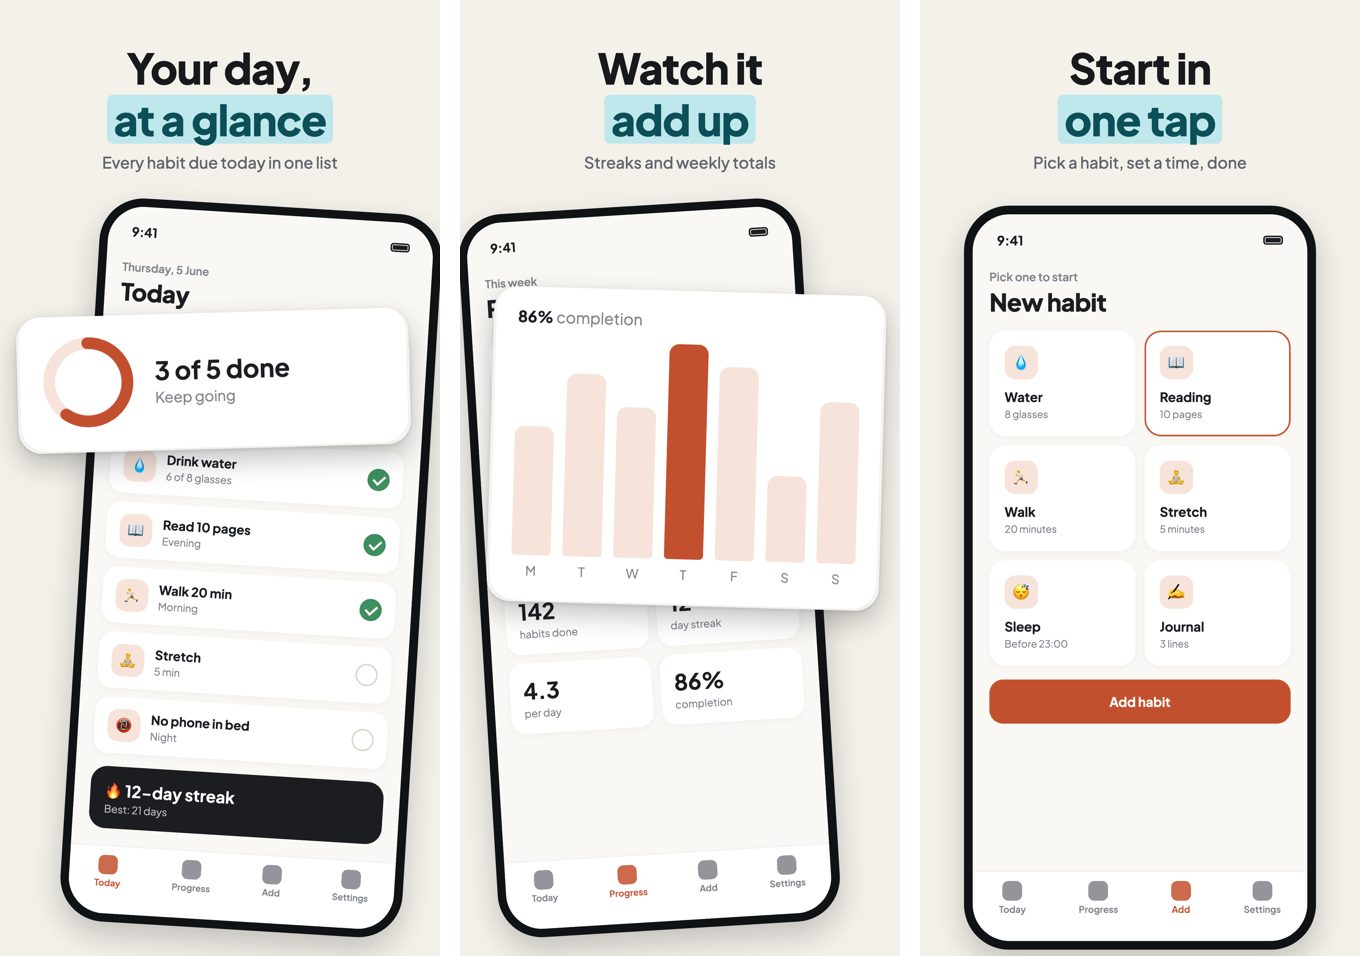 Your day,
at a glance
Every habit due today in one list
9:41
Thursday, 5 June
Today
3 of 5 done
Keep going
Drink water
6 of 8 glasses
Read 10 pages
Evening
Walk 20 min
Morning
Stretch
5 min
No phone in bed
Night
12-day streak
Best: 21 days
Today
Progress
Add
Settings
Watch it
add up
Streaks and weekly totals
9:41
This week
86% completion
M T W T F S S
142
habits done
12
day streak
4.3
per day
86%
completion
Today
Progress
Add
Settings
Start in
one tap
Pick a habit, set a time, done
9:41
Pick one to start
New habit
Water
8 glasses
Reading
10 pages
Walk
20 minutes
Stretch
5 minutes
Sleep
Before 23:00
Journal
3 lines
Add habit
Today
Progress
Add
Settings